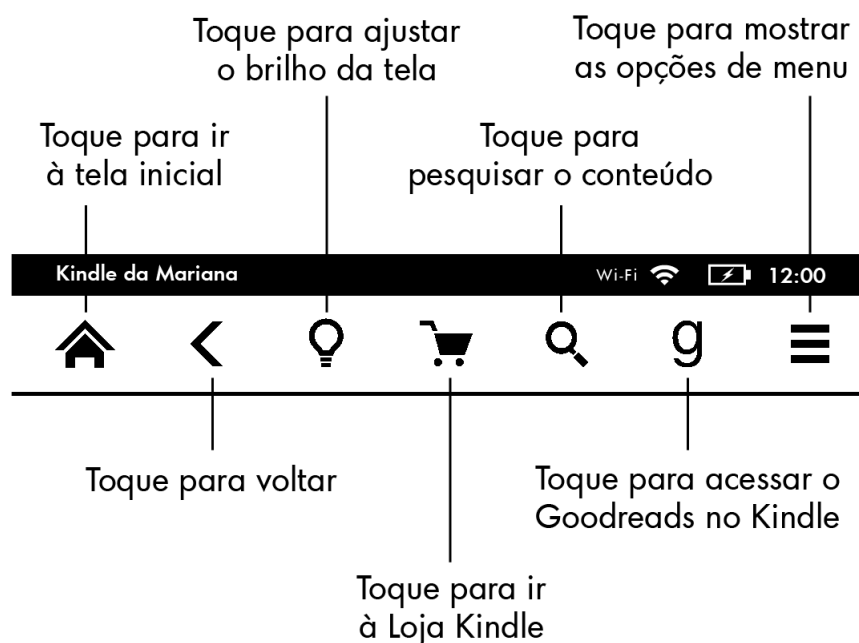 Toque para ajustar
o brilho da tela
Toque para mostrar
as opções de menu
Toque para ir
à tela inicial
Toque para
pesquisar o conteúdo
Kindle da Mariana
Wi-Fi 12:00
g
Toque para voltar
Toque para acessar o
Goodreads no Kindle
Toque para ir
à Loja Kindle